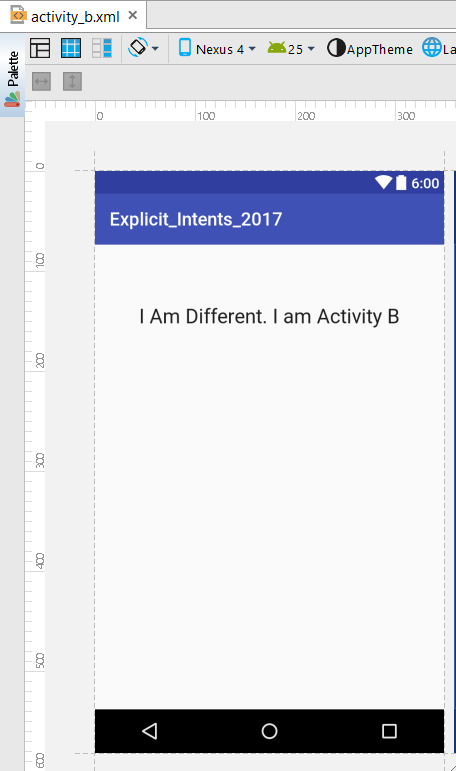 activity_b.xml
Palette
Nexus 4
25
AppTheme
La
0
100
200
300
0
100
200
300
400
500
600
6:00
Explicit_Intents_2017
I Am Different. I am Activity B